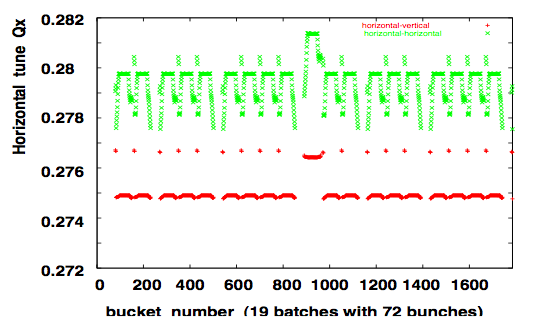 0.282
0.28
0.278
0.276
0.274
0.272
Horizontal tune Qx
horizontal-vertical
horizontal-horizontal
0 200 400 600 800 1000 1200 1400 1600
bucket number (19 batches with 72 bunches)